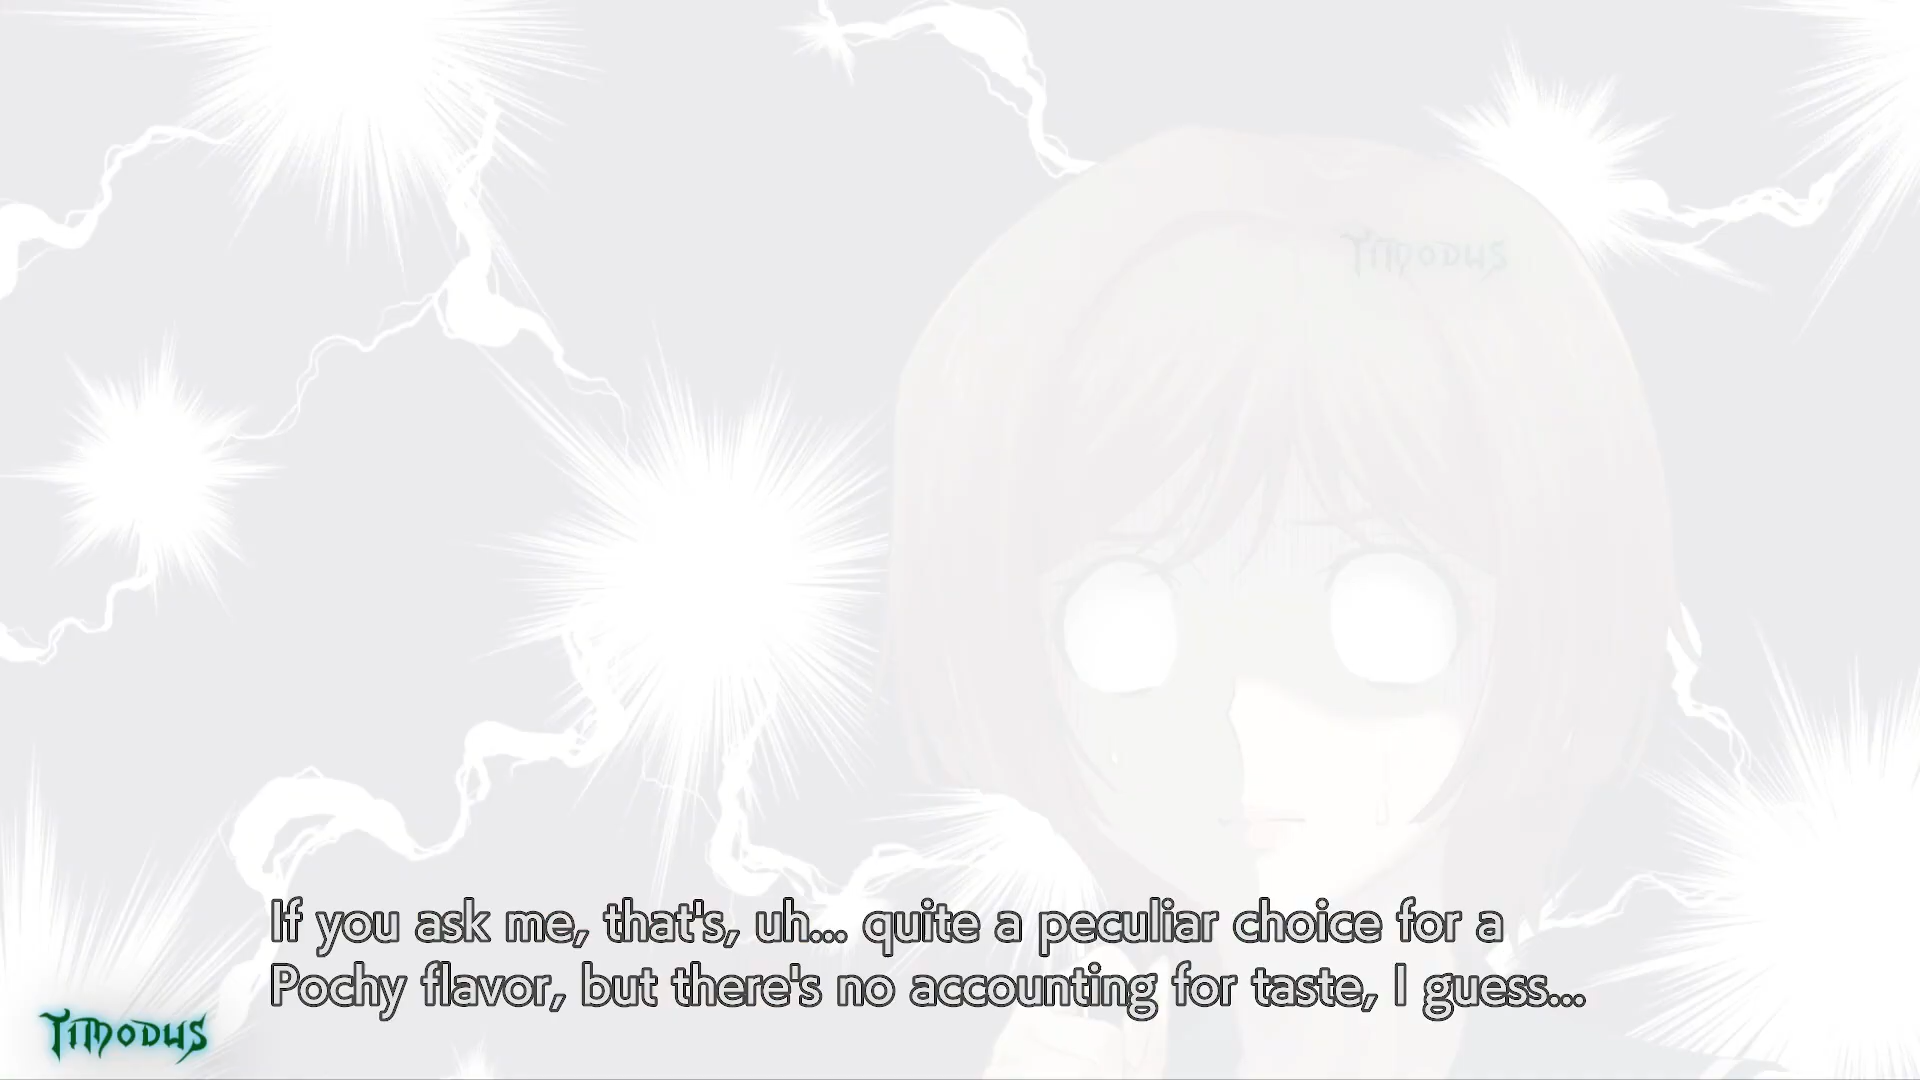 TIMODUS
If you ask me, that's, uh... quite a peculiar choice for a
Pochy flavor, but there's no accounting for taste, I guess...
TIMODUS